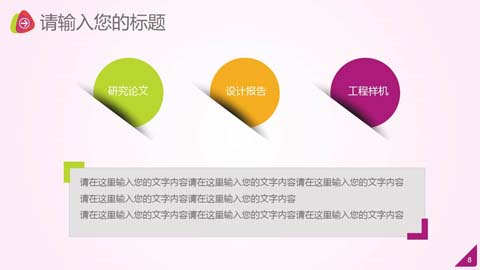 请输入您的标题
研究论文
设计报告
工程样机
请在这里输入您的文字内容请在这里输入您的文字内容请在这里输入您的文字内容
请在这里输入您的文字内容请在这里输入您的文字内容
请在这里输入您的文字内容请在这里输入您的文字内容请在这里输入您的文字内容
8